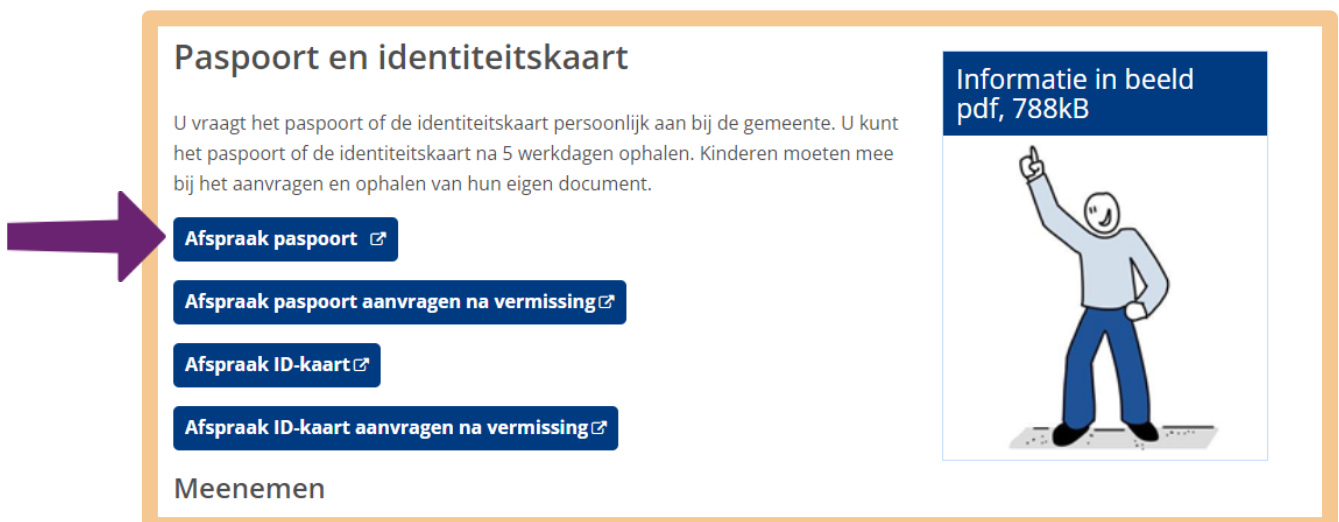 Paspoort en identiteitskaart
U vraagt het paspoort of de identiteitskaart persoonlijk aan bij de gemeente. U kunt
het paspoort of de identiteitskaart na 5 werkdagen ophalen. Kinderen moeten mee
bij het aanvragen en ophalen van hun eigen document.
Afspraak paspoort
Afspraak paspoort aanvragen na vermissing
Afspraak ID-kaart
Afspraak ID-kaart aanvragen na vermissing
Meenemen
Informatie in beeld
pdf, 788kB